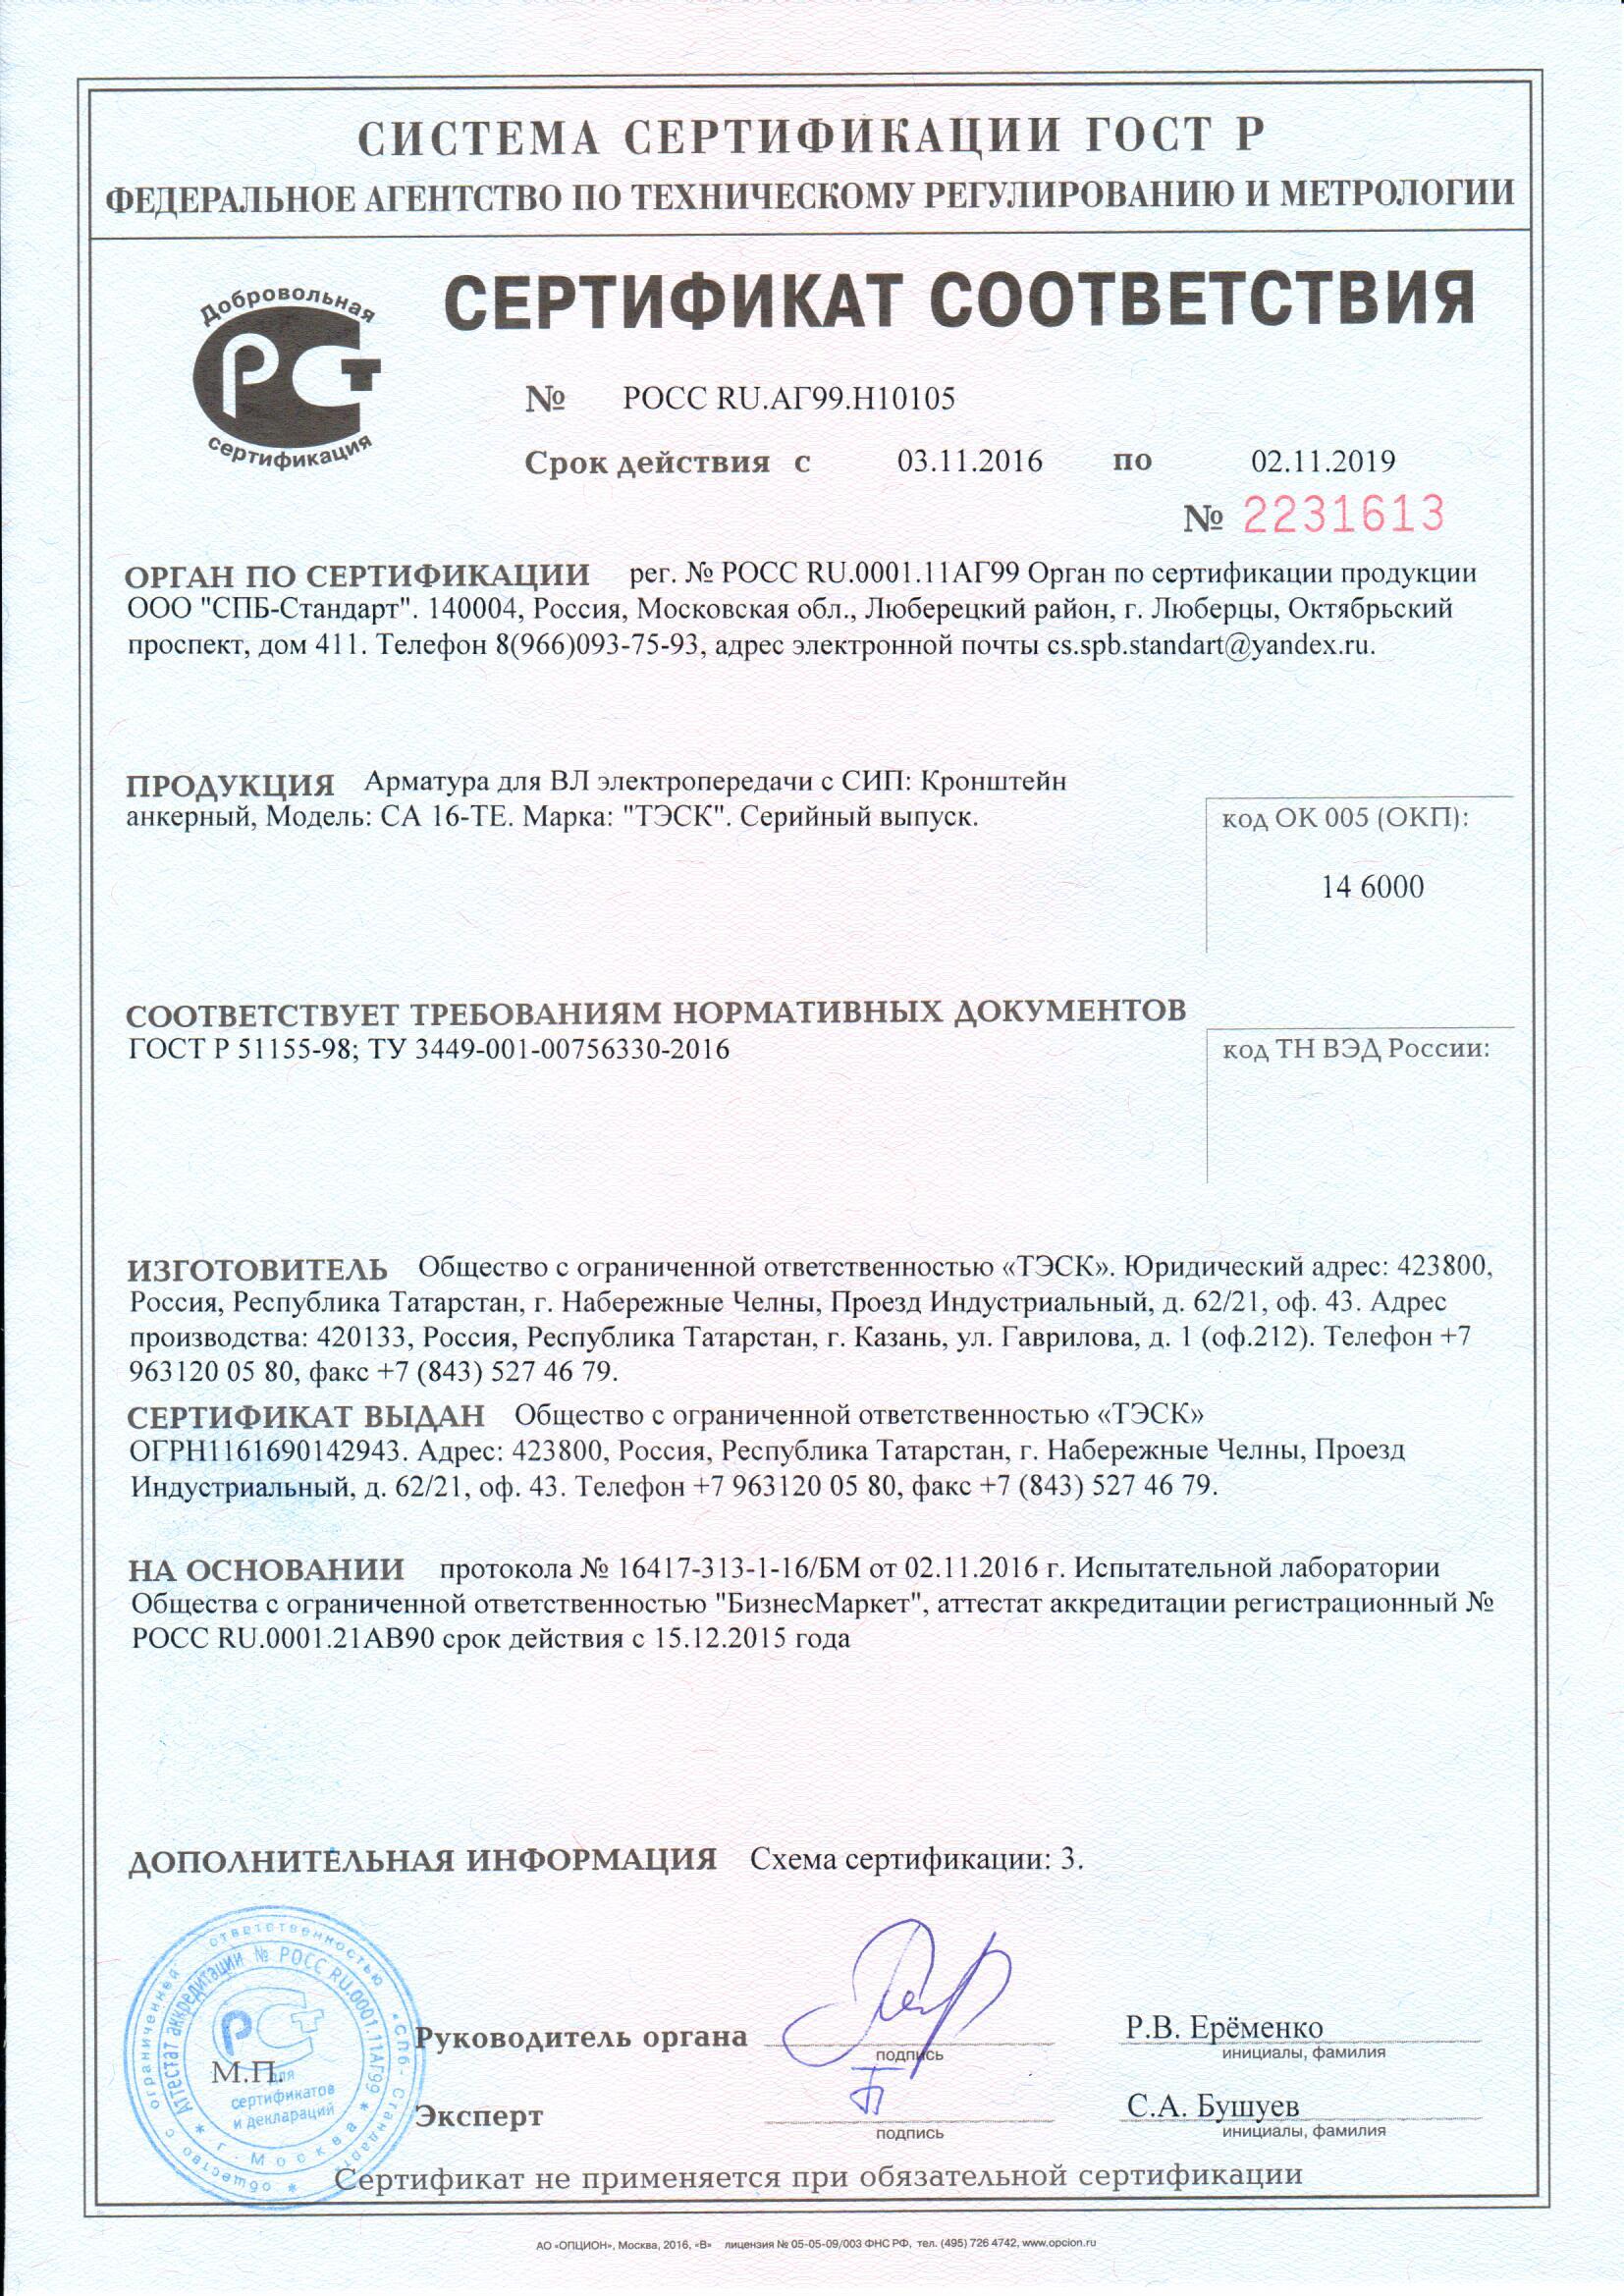 СИСТЕМА СЕРТИФИКАЦИИ ГОСТ Р
ФЕДЕРАЛЬНОЕ АГЕНТСТВО ПО ТЕХНИЧЕСКОМУ РЕГУЛИРОВАНИЮ И МЕТРОЛОГИИ
Добровольная
РСТ
сертификация
СЕРТИФИКАТ СООТВЕТСТВИЯ
№ РОСС RU.АГ99.Н10105
Срок действия с 03.11.2016 по 02.11.2019
№ 2231613
ОРГАН ПО СЕРТИФИКАЦИИ рег. № РОСС RU.0001.11АГ99 Орган по сертификации продукции
ООО "СПБ-Стандарт". 140004, Россия, Московская обл., Люберецкий район, г. Люберцы, Октябрьский
проспект, дом 411. Телефон 8(966)093-75-93, адрес электронной почты cs.spb.standart@yandex.ru.
ПРОДУКЦИЯ Арматура для ВЛ электропередачи с СИП: Кронштейн
анкерный, Модель: СА 16-ТЕ. Марка: "ТЭСК". Серийный выпуск.
код ОК 005 (ОКП):
14 6000
СООТВЕТСТВУЕТ ТРЕБОВАНИЯМ НОРМАТИВНЫХ ДОКУМЕНТОВ
ГОСТ Р 51155-98; ТУ 3449-001-00756330-2016
код ТН ВЭД России:
ИЗГОТОВИТЕЛЬ Общество с ограниченной ответственностью «ТЭСК». Юридический адрес: 423800,
Россия, Республика Татарстан, г. Набережные Челны, Проезд Индустриальный, д. 62/21, оф. 43. Адрес
производства: 420133, Россия, Республика Татарстан, г. Казань, ул. Гаврилова, д. 1 (оф.212). Телефон +7
963120 05 80, факс +7 (843) 527 46 79.
СЕРТИФИКАТ ВЫДАН Общество с ограниченной ответственностью «ТЭСК»
ОГРН1161690142943. Адрес: 423800, Россия, Республика Татарстан, г. Набережные Челны, Проезд
Индустриальный, д. 62/21, оф. 43. Телефон +7 963120 05 80, факс +7 (843) 527 46 79.
НА ОСНОВАНИИ протокола № 16417-313-1-16/БМ от 02.11.2016 г. Испытательной лаборатории
Общества с ограниченной ответственностью "БизнесМаркет", аттестат аккредитации регистрационный №
РОСС RU.0001.21АВ90 срок действия с 15.12.2015 года
ДОПОЛНИТЕЛЬНАЯ ИНФОРМАЦИЯ Схема сертификации: 3.
Общество с ограниченной ответственностью «СПб-Стандарт»
Аттестат аккредитации № РОСС RU.0001.11АГ99
г. Москва
РСТ
для
сертификатов
и деклараций
М.П.
Руководитель органа
подпись
Р.В. Ерёменко
инициалы, фамилия
Эксперт
подпись
С.А. Бушуев
инициалы, фамилия
Сертификат не применяется при обязательной сертификации
АО «ОПЦИОН», Москва, 2016, «В» лицензия № 05-05-09/003 ФНС РФ, тел. (495) 726 4742, www.opcion.ru